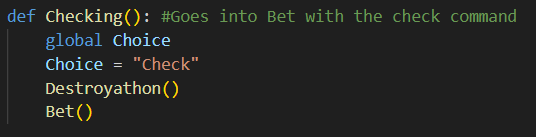 def Checking(): #Goes into Bet with the check command
    global Choice
    Choice = "Check"
    Destroyathon()
    Bet()